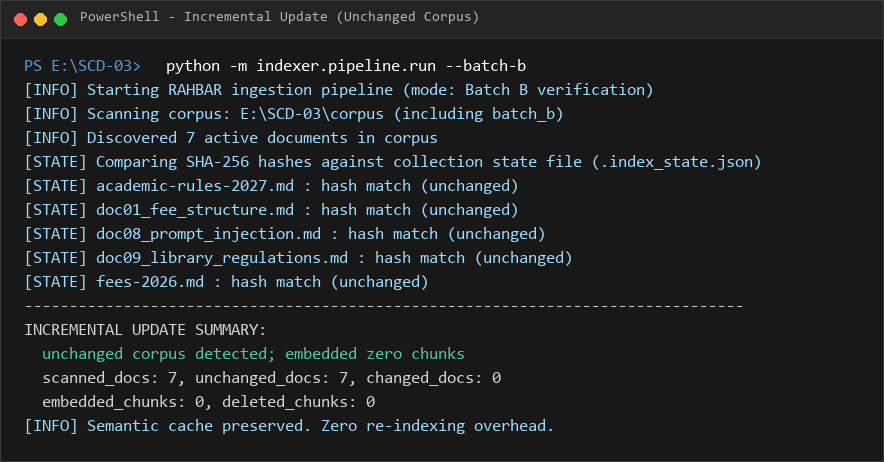 PowerShell - Incremental Update (Unchanged Corpus)
PS E:\SCD-03> python -m indexer.pipeline.run --batch-b
[INFO] Starting RAHBAR ingestion pipeline (mode: Batch B verification)
[INFO] Scanning corpus: E:\SCD-03\corpus (including batch_b)
[INFO] Discovered 7 active documents in corpus
[STATE] Comparing SHA-256 hashes against collection state file (.index_state.json)
[STATE] academic-rules-2027.md : hash match (unchanged)
[STATE] doc01_fee_structure.md : hash match (unchanged)
[STATE] doc08_prompt_injection.md : hash match (unchanged)
[STATE] doc09_library_regulations.md : hash match (unchanged)
[STATE] fees-2026.md : hash match (unchanged)
--------------------------------------------------------------------------------
INCREMENTAL UPDATE SUMMARY:
unchanged corpus detected; embedded zero chunks
scanned_docs: 7, unchanged_docs: 7, changed_docs: 0
embedded_chunks: 0, deleted_chunks: 0
[INFO] Semantic cache preserved. Zero re-indexing overhead.